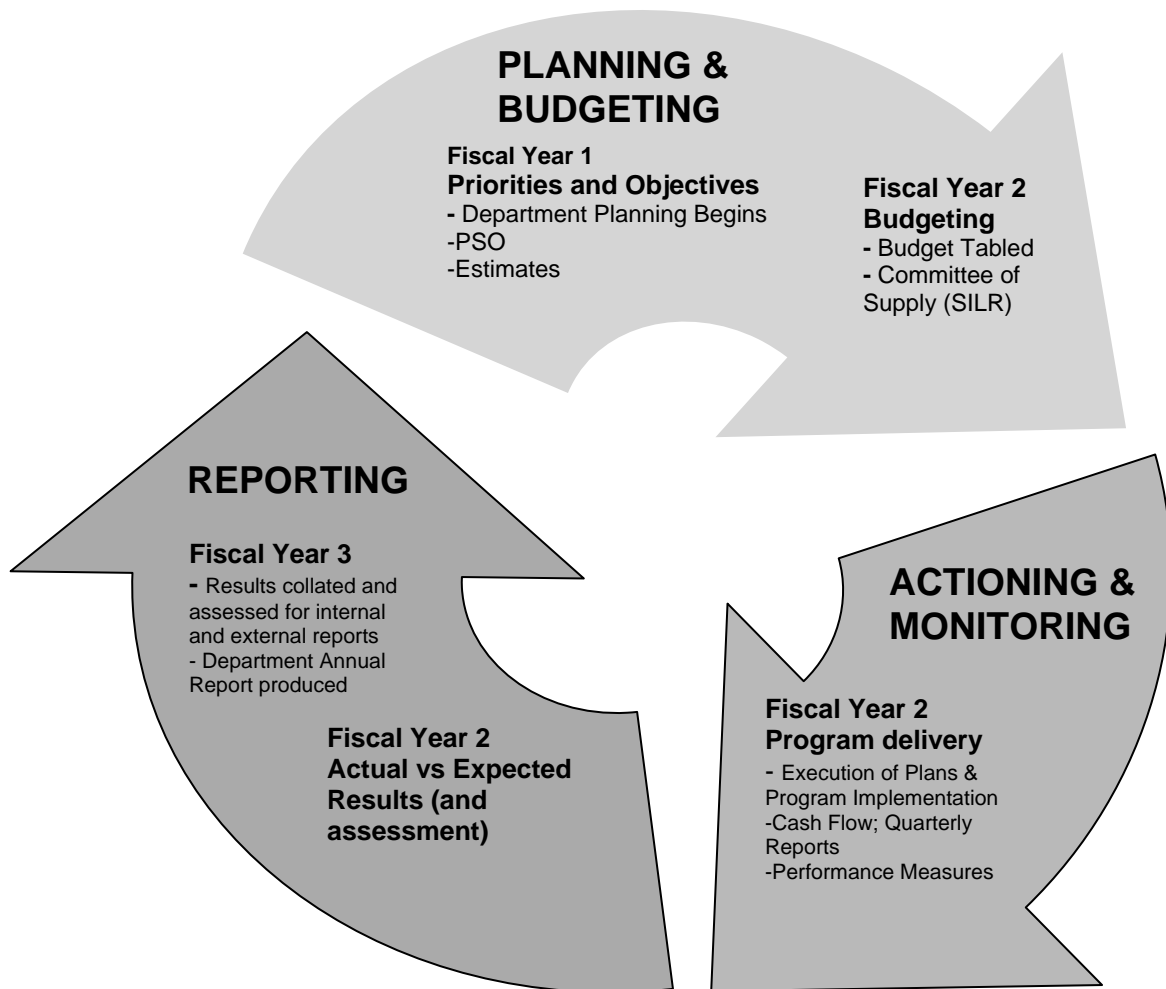 PLANNING &
BUDGETING
Fiscal Year 1
Priorities and Objectives
- Department Planning Begins
-PSO
-Estimates
Fiscal Year 2
Budgeting
- Budget Tabled
- Committee of
Supply (SILR)
ACTIONING &
MONITORING
Fiscal Year 2
Program delivery
- Execution of Plans &
Program Implementation
-Cash Flow; Quarterly
Reports
-Performance Measures
REPORTING
Fiscal Year 3
- Results collated and
assessed for internal
and external reports
- Department Annual
Report produced
Fiscal Year 2
Actual vs Expected
Results (and
assessment)